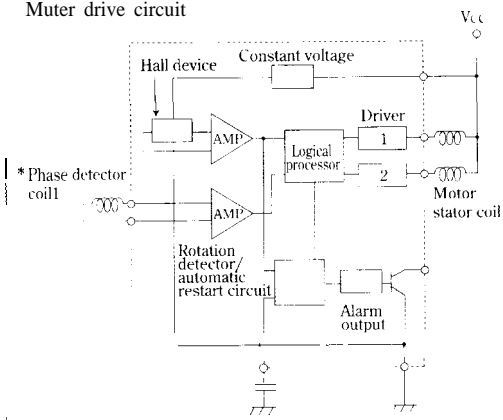 Muter drive circuit
Vcc
Hall device
Constant voltage
Driver
AMP
Logical
processor
1
2
* Phase detector
coil1
Motor
stator coil
AMP
Rotation
detector/
automatic
restart circuit
Alarm
output